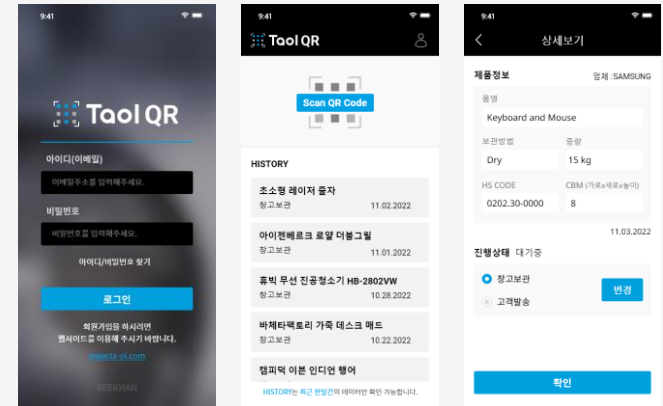 9:41
Taol QR
아이디(이메일)
이메일주소를 입력해주세요.
비밀번호
비밀번호를 입력해주세요.
아이디/비밀번호 찾기
로그인
회원가입을 하시려면
웹사이트를 이용해 주시기 바랍니다.
www.ta-ol.com
SEEKHAN
9:41
Taol QR
Scan QR Code
HISTORY
초소형 레이저 줄자
창고보관 11.02.2022
아이젠베르크 로얄 더블그릴
창고보관 11.01.2022
휴빅 무선 진공청소기 HB-2802VW
창고보관 10.28.2022
바체타팩토리 가죽 데스크 매트
창고보관 10.22.2022
캠피덕 이븐 인디언 행어
HISTORY는 최근 한달간의 데이터만 확인 가능합니다.
9:41
상세보기
제품정보 업체 :SAMSUNG
품명
Keyboard and Mouse
보관방법 중량
Dry 15 kg
HS CODE CBM (가로x세로x높이)
0202.30-0000 8
11.03.2022
진행상태 대기중
창고보관
고객발송
변경
확인